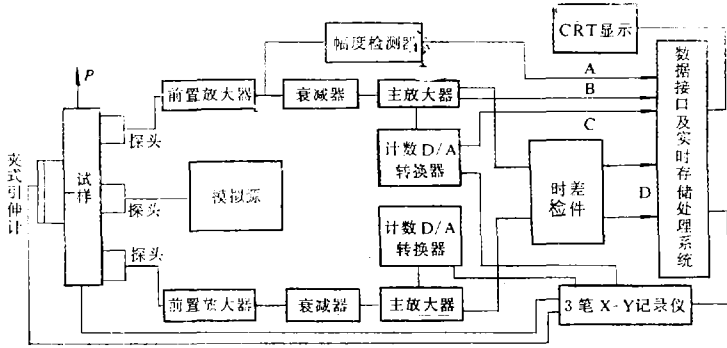 CRT显示
幅度检测器
P
A
前置放大器
衰减器
主放大器
B
探头
C
计数D/A
转换器
夹式引伸计
试样
模拟源
探头
时差
检件
D
数据接口及实时存储处理系统
计数D/A
转换器
探头
前置放大器
衰减器
主放大器
3笔X-Y记录仪